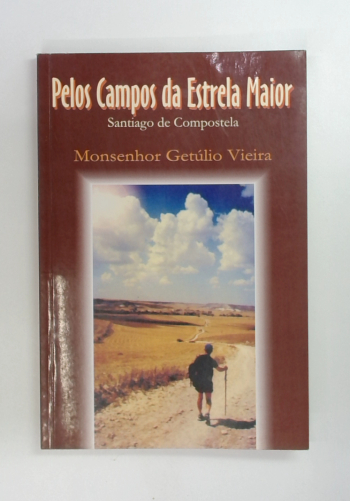 Pelos Campos da Estrela Maior
Santiago de Compostela
Monsenhor Getúlio Vieira